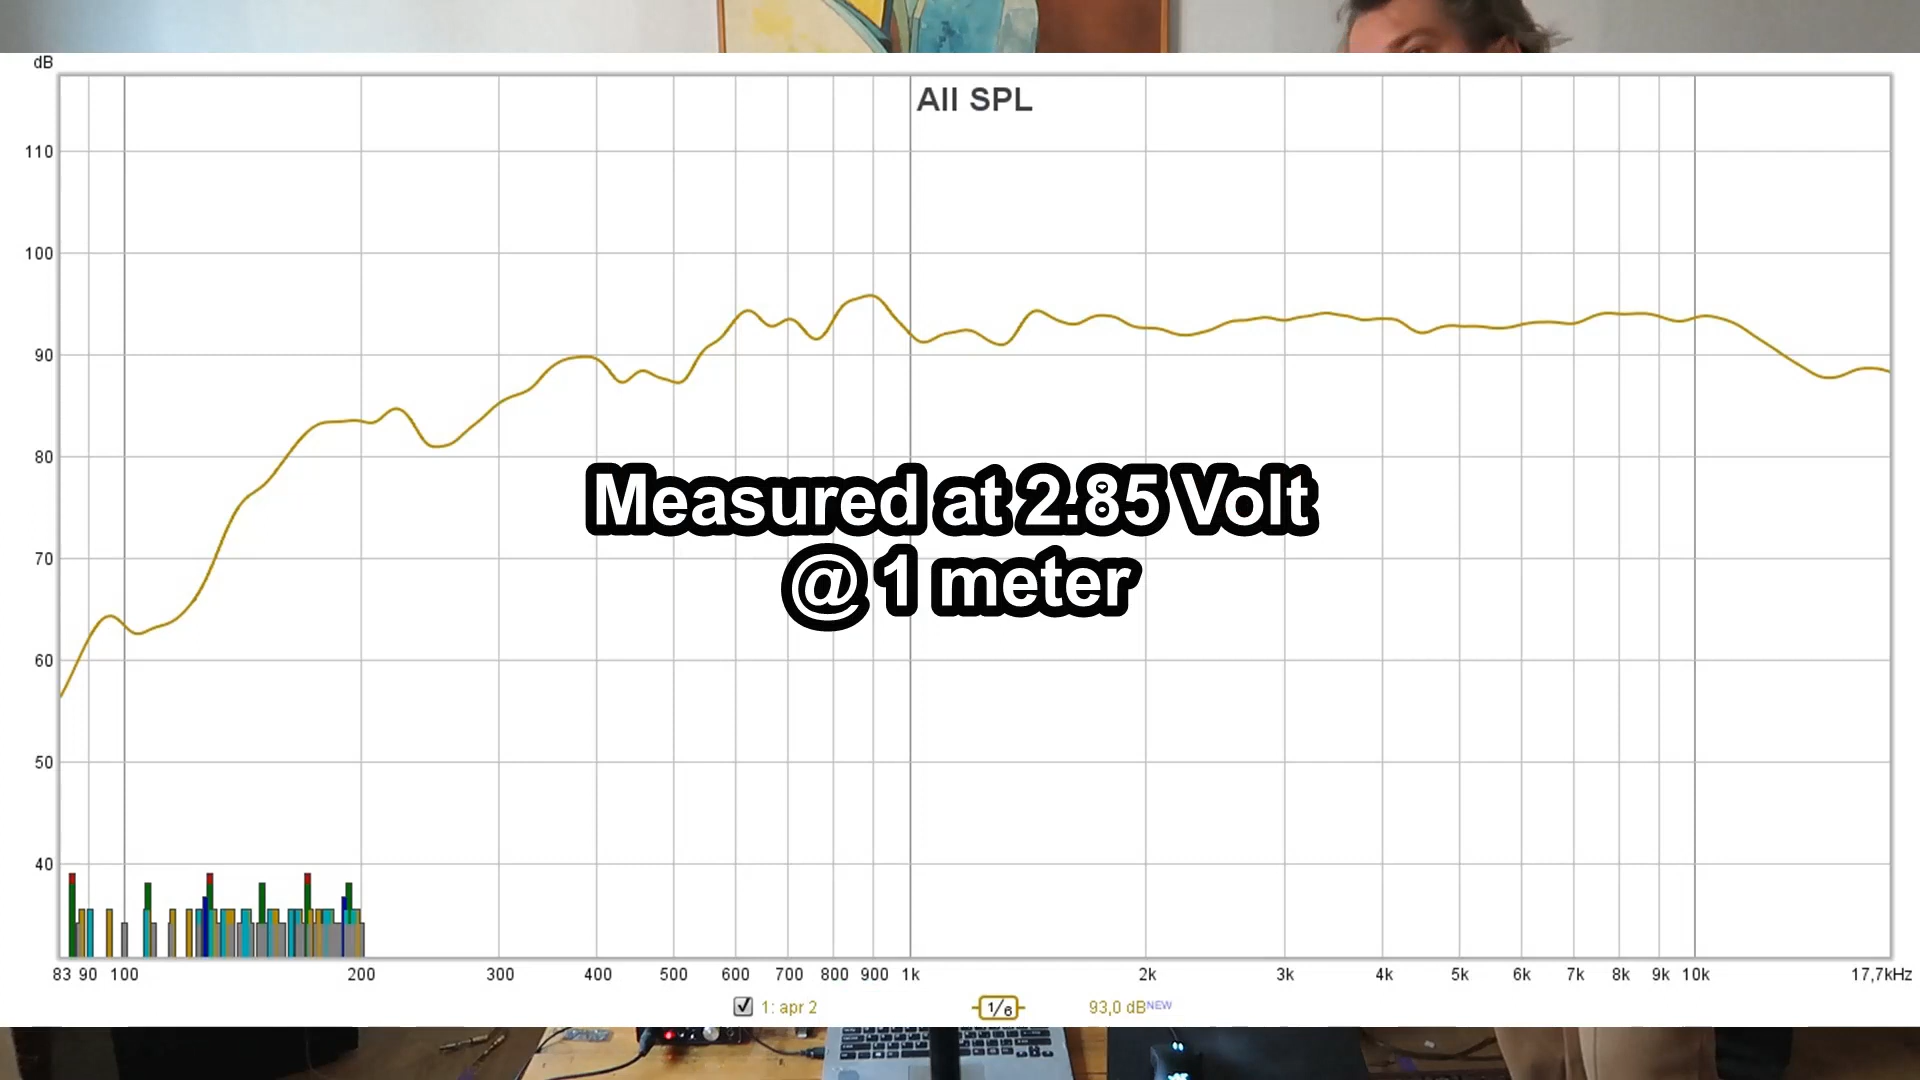 dB
All SPL
110
100
90
80
70
60
50
40
Measured at 2.85 Volt
@ 1 meter
83 90 100 200 300 400 500 600 700 800 900 1k 2k 3k 4k 5k 6k 7k 8k 9k 10k 17,7kHz
1: apr 2 1/6 93,0 dB NEW